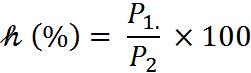 𝓀 (%) = P₁. / P₂ × 100